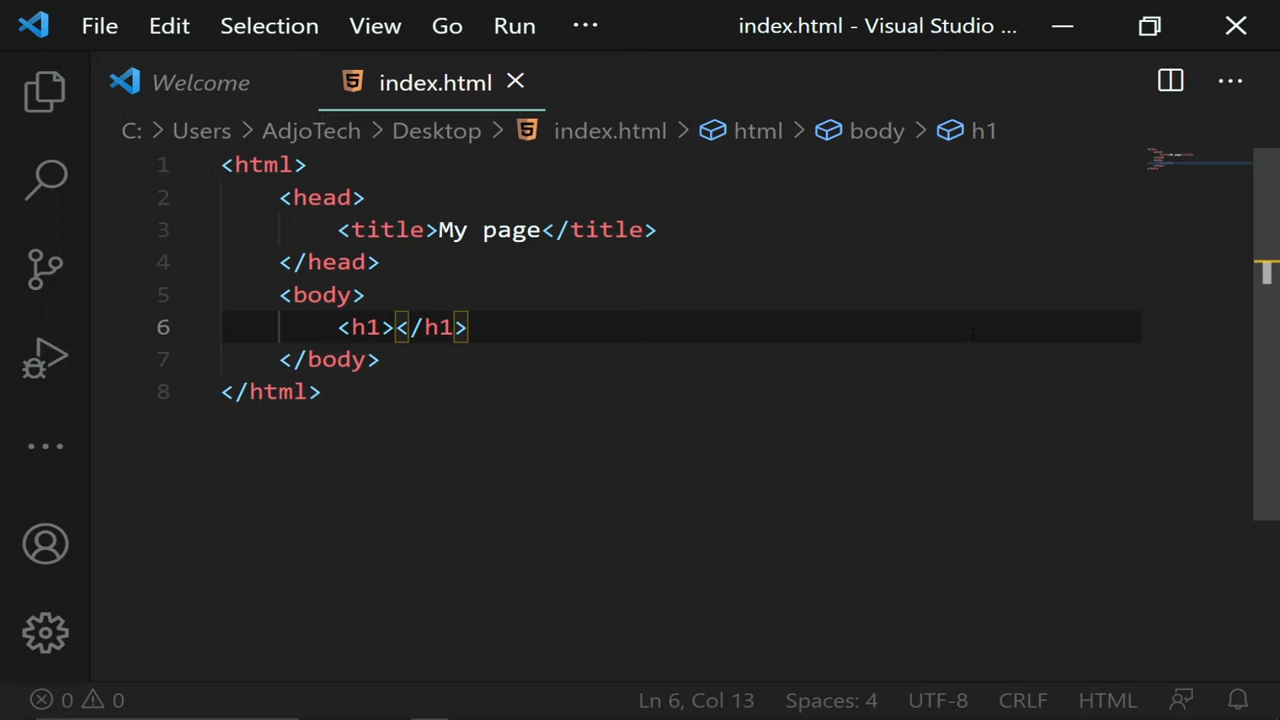 File Edit Selection View Go Run ··· index.html - Visual Studio ...
Welcome index.html
C: > Users > AdjoTech > Desktop > index.html > html > body > h1
1 <html>
2 <head>
3 <title>My page</title>
4 </head>
5 <body>
6 <h1></h1>
7 </body>
8 </html>
0 0 Ln 6, Col 13 Spaces: 4 UTF-8 CRLF HTML